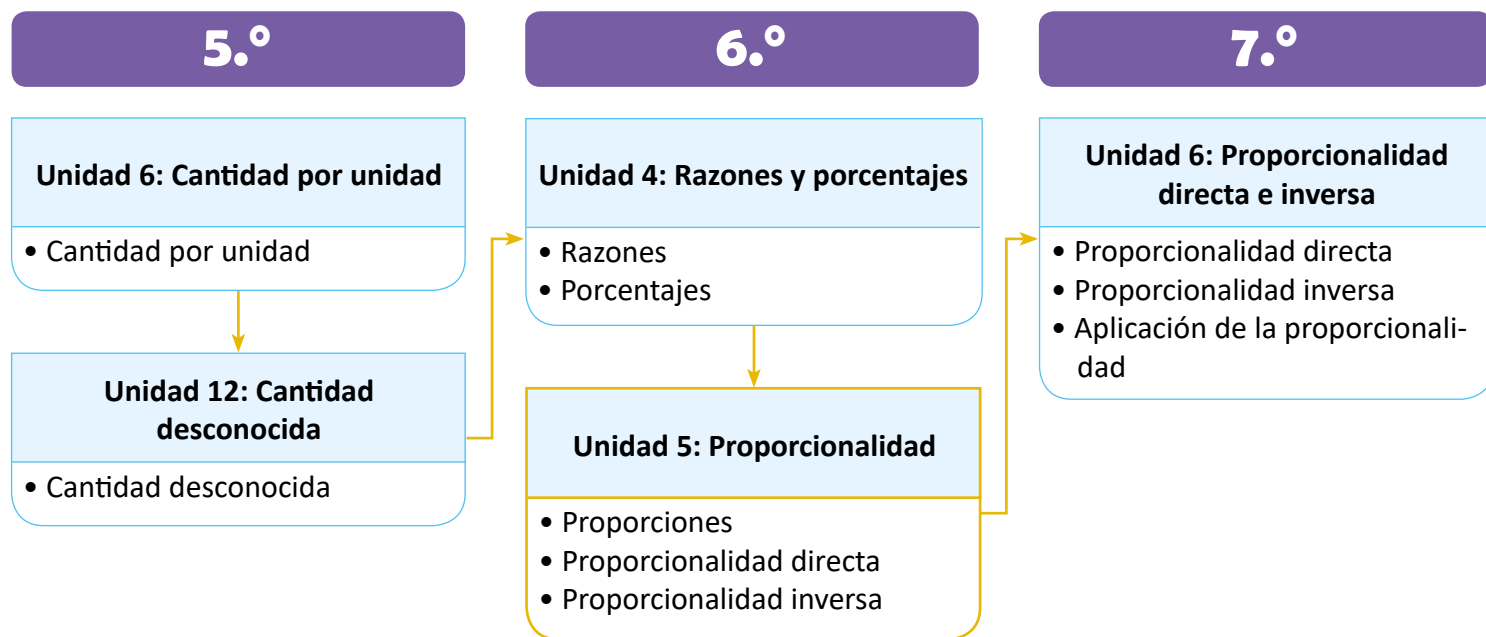 5.º
Unidad 6: Cantidad por unidad
• Cantidad por unidad
Unidad 12: Cantidad
desconocida
• Cantidad desconocida
6.º
Unidad 4: Razones y porcentajes
• Razones
• Porcentajes
Unidad 5: Proporcionalidad
• Proporciones
• Proporcionalidad directa
• Proporcionalidad inversa
7.º
Unidad 6: Proporcionalidad
directa e inversa
• Proporcionalidad directa
• Proporcionalidad inversa
• Aplicación de la proporcionali-
dad